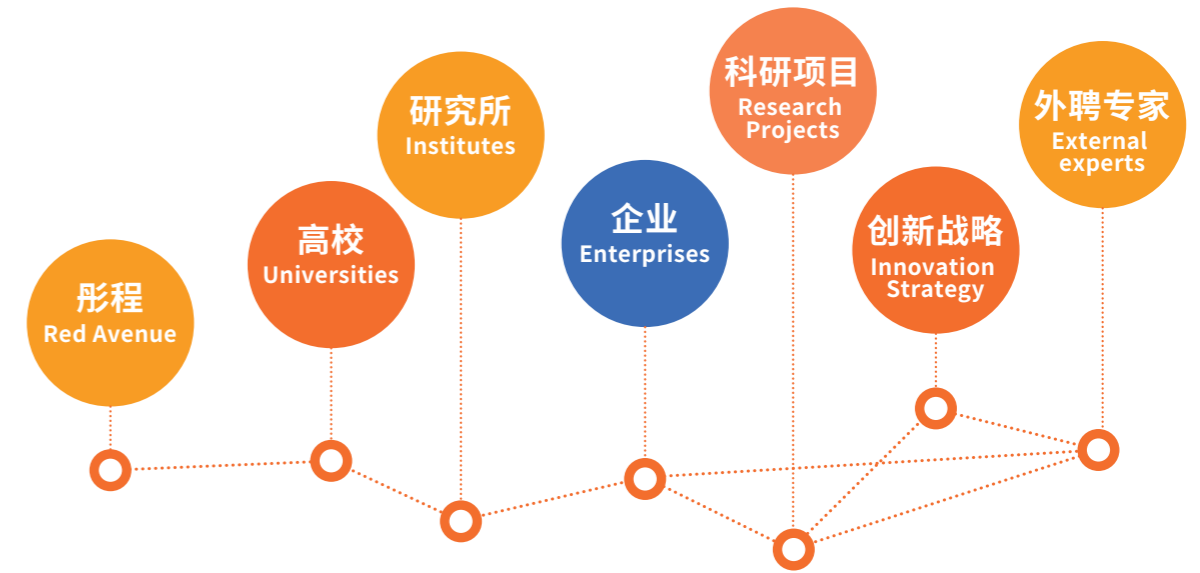 彤程
Red Avenue
高校
Universities
研究所
Institutes
企业
Enterprises
科研项目
Research
Projects
创新战略
Innovation
Strategy
外聘专家
External
experts